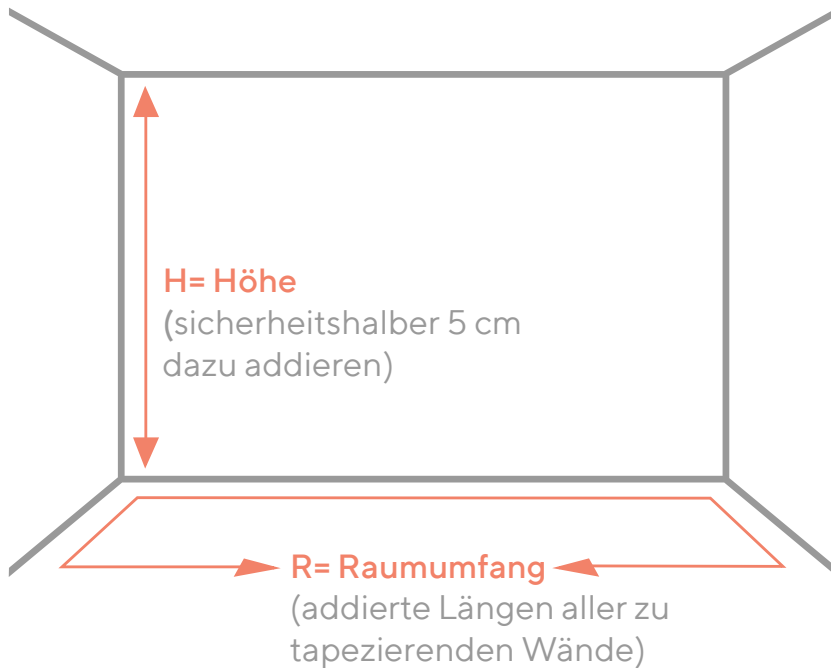 H= Höhe
(sicherheitshalber 5 cm
dazu addieren)
R= Raumumfang
(addierte Längen aller zu
tapezierenden Wände)